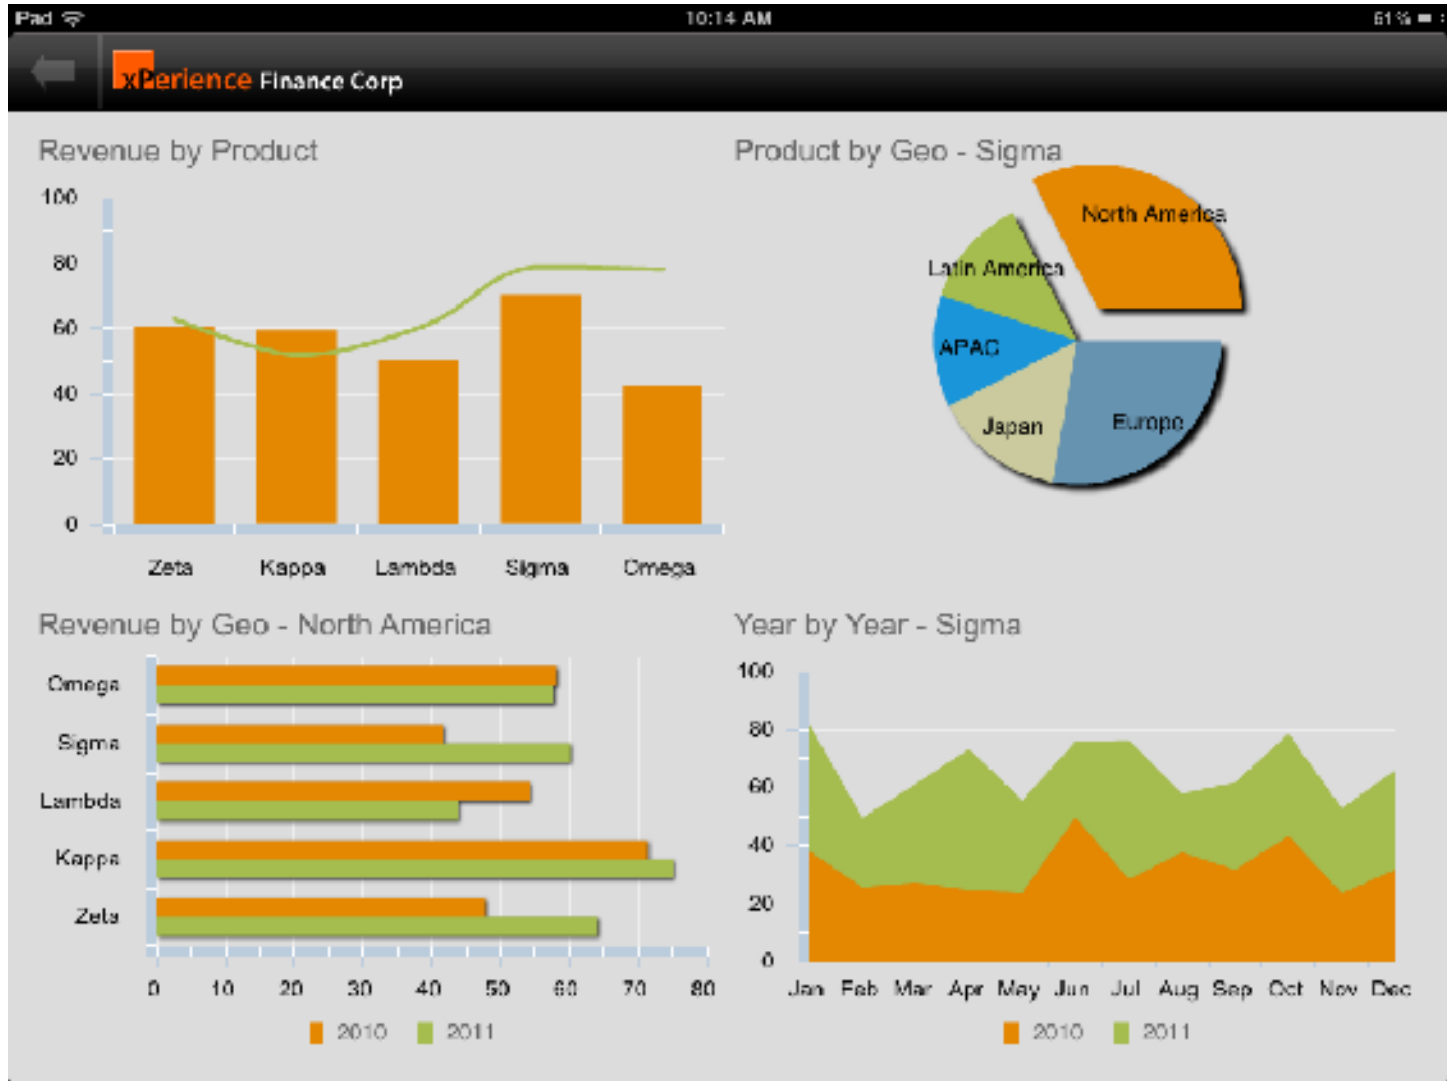 iPad
10:14 AM
61%
xPerience Finance Corp
Revenue by Product
100
80
60
40
20
0
Zeta Kappa Lambda Sigma Omega
Product by Geo - Sigma
North America
Latin America
APAC
Japan
Europe
Revenue by Geo - North America
Omega
Sigma
Lambda
Kappa
Zeta
0 10 20 30 40 50 60 70 80
2010 2011
Year by Year - Sigma
100
80
60
40
20
0
Jan Feb Mar Apr May Jun Jul Aug Sep Oct Nov Dec
2010 2011